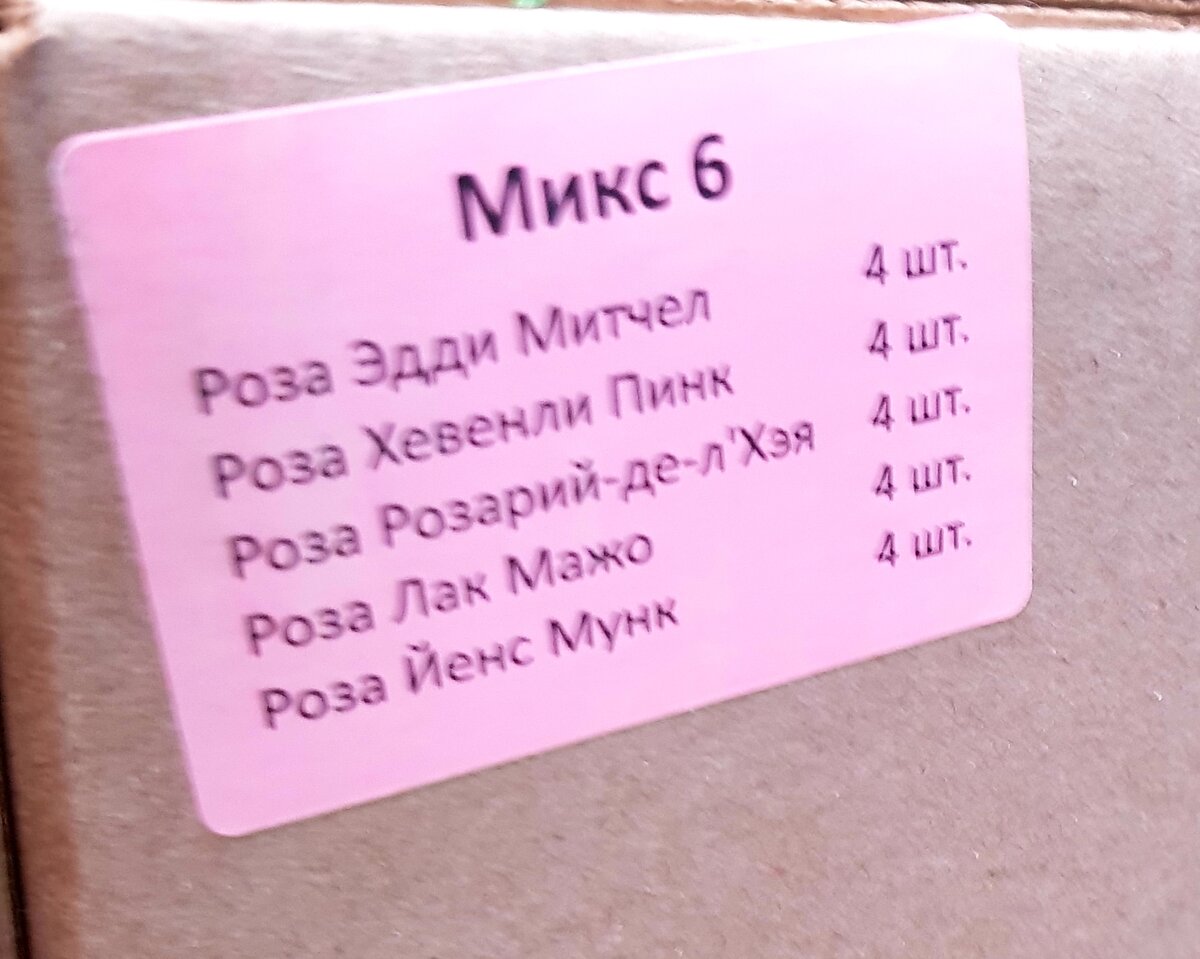 Микс 6
Роза Эдди Митчел 4 шт.
Роза Хевенли Пинк 4 шт.
Роза Розарий-де-л'Хэя 4 шт.
Роза Лак Мажо 4 шт.
Роза Йенс Мунк 4 шт.